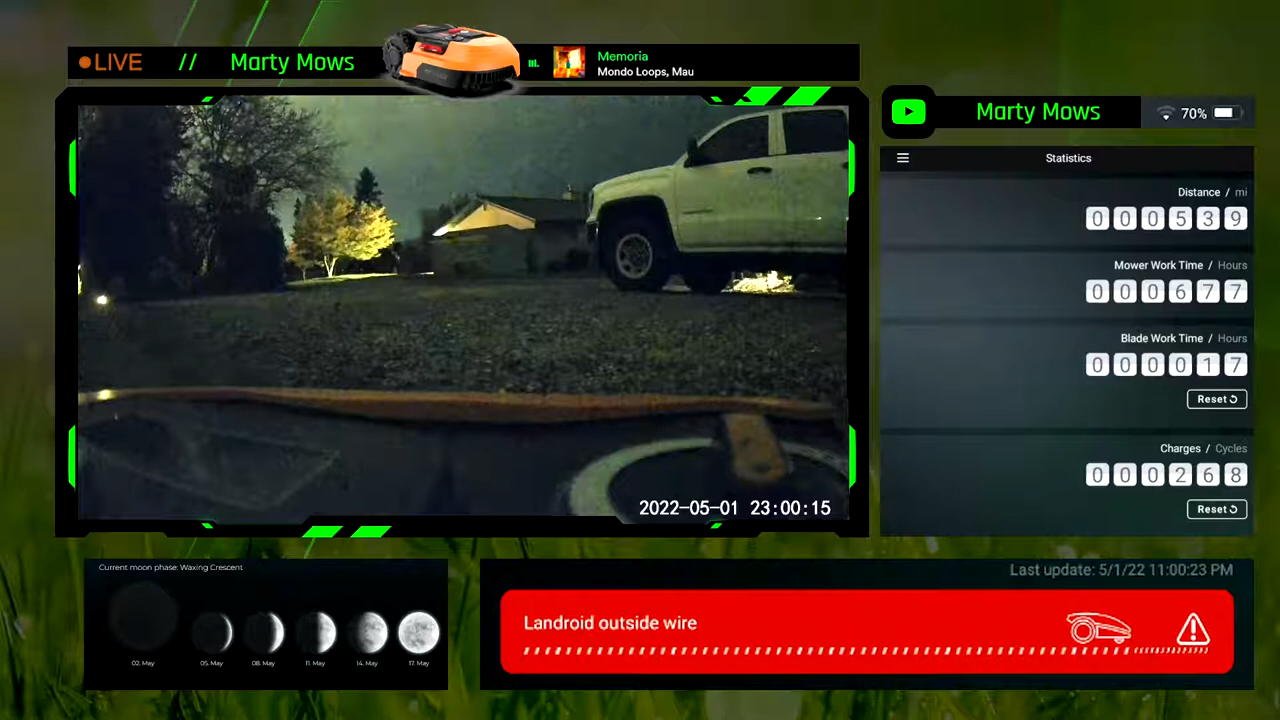 LIVE // Marty Mows
Memoria
Mondo Loops, Mau
Marty Mows
70%
Statistics
Distance / mi
000539
Mower Work Time / Hours
000677
Blade Work Time / Hours
000017
Reset
Charges / Cycles
000268
Reset
2022-05-01 23:00:15
Current moon phase: Waxing Crescent
02. May 05. May 08. May 11. May 14. May 17. May
Last update: 5/1/22 11:00:23 PM
Landroid outside wire